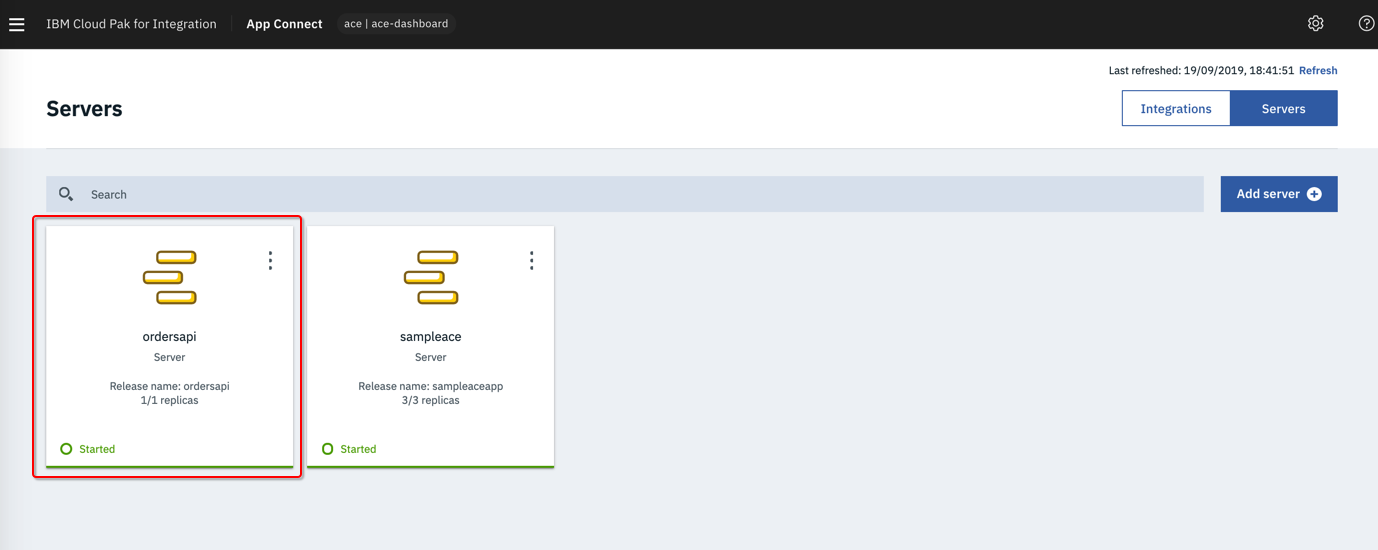 IBM Cloud Pak for Integration App Connect ace | ace-dashboard
Last refreshed: 19/09/2019, 18:41:51 Refresh
Servers
Integrations Servers
Search
Add server
ordersapi
Server
Release name: ordersapi
1/1 replicas
Started
sampleace
Server
Release name: sampleaceapp
3/3 replicas
Started